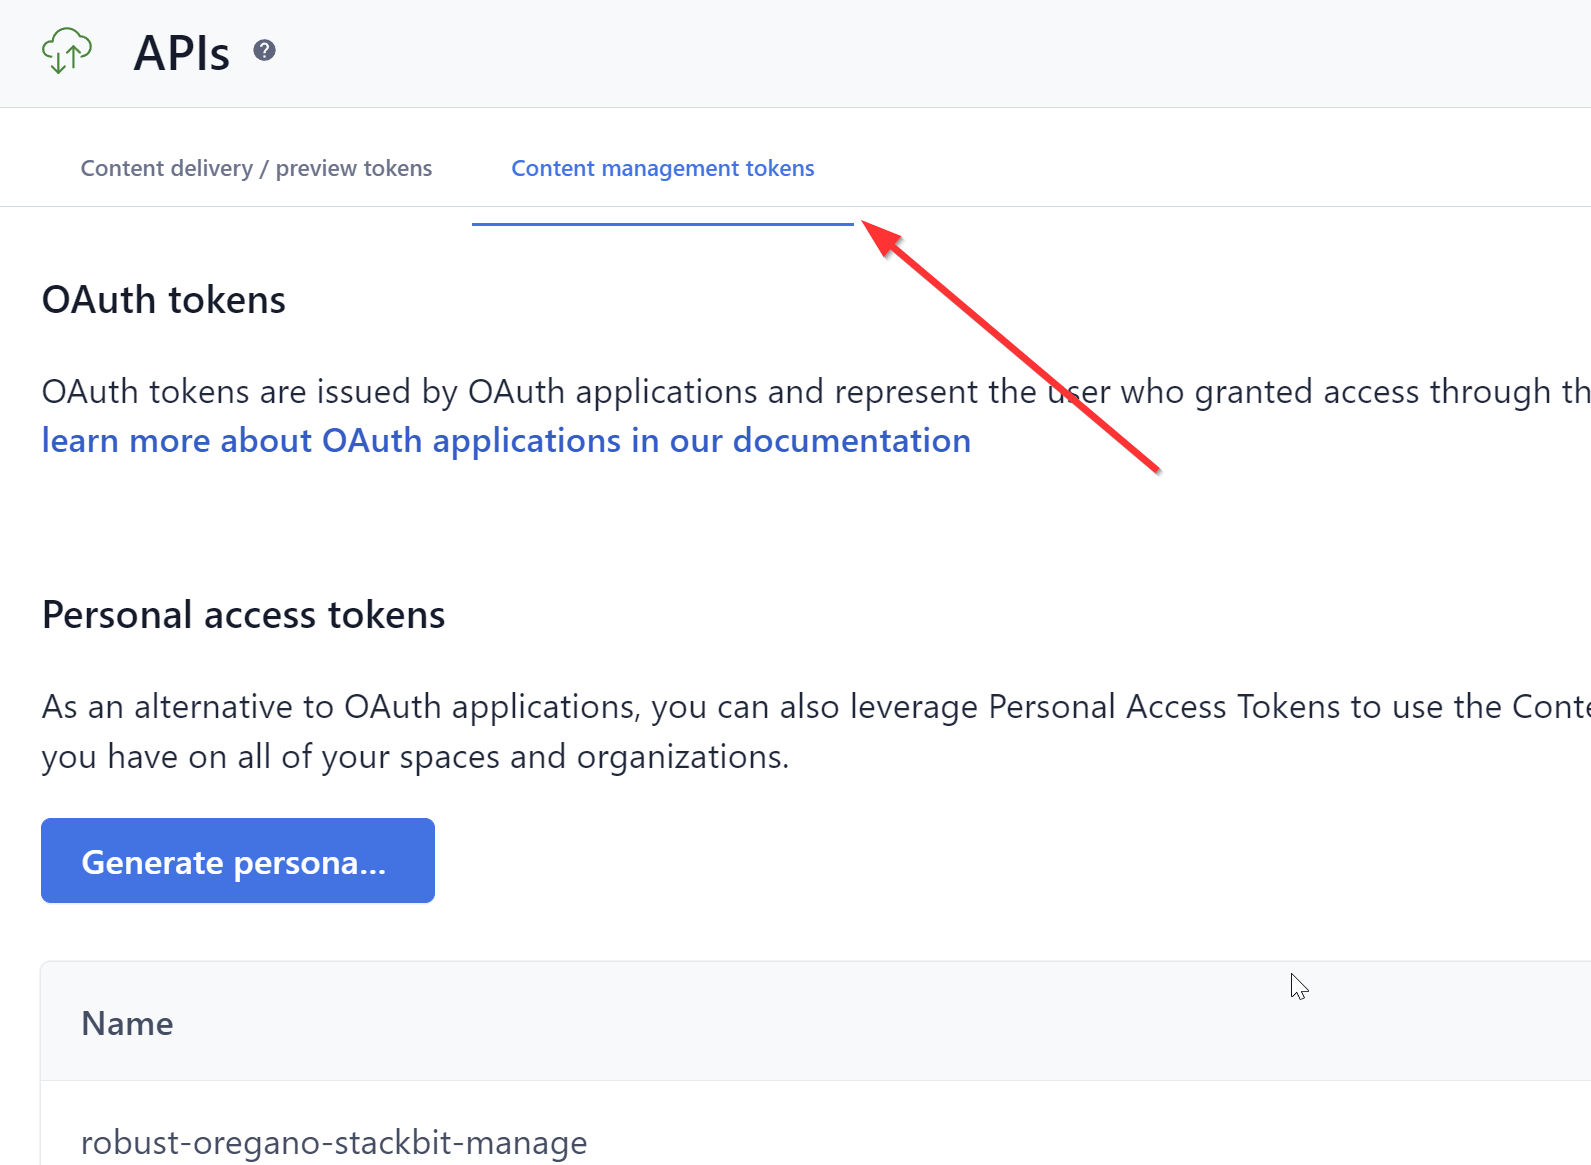 APIs ?
Content delivery / preview tokens
Content management tokens
OAuth tokens
OAuth tokens are issued by OAuth applications and represent the user who granted access through th
learn more about OAuth applications in our documentation
Personal access tokens
As an alternative to OAuth applications, you can also leverage Personal Access Tokens to use the Conte
you have on all of your spaces and organizations.
Generate persona...
Name
robust-oregano-stackbit-manage